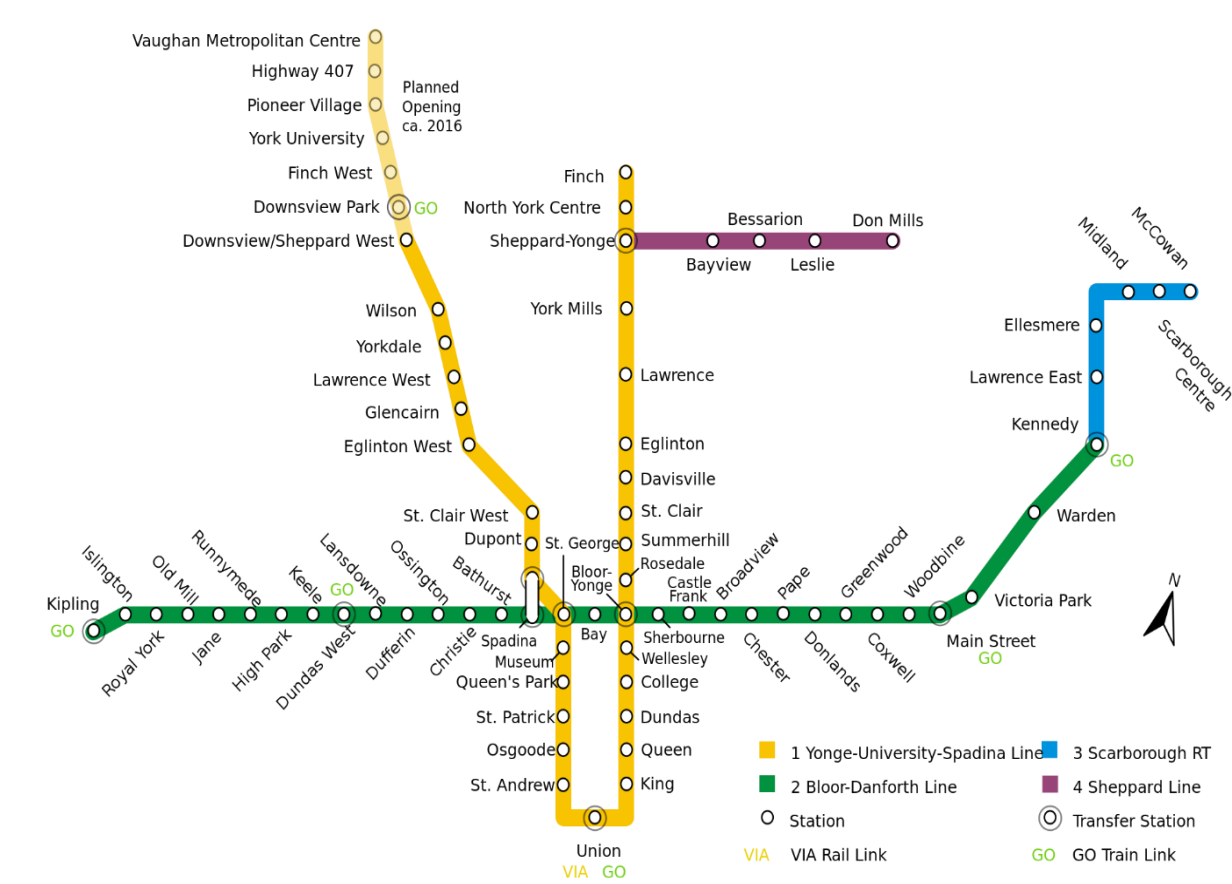 Vaughan Metropolitan Centre
Highway 407
Pioneer Village
York University
Finch West
Downsview Park
GO
Downsview/Sheppard West
Planned
Opening
ca. 2016
Wilson
Yorkdale
Lawrence West
Glencairn
Eglinton West
St. Clair West
Dupont
Finch
North York Centre
Sheppard-Yonge
Bessarion
Don Mills
Bayview
Leslie
York Mills
Lawrence
Eglinton
Davisville
St. Clair
Summerhill
Rosedale
St. George
Bloor-
Yonge
McCowan
Midland
Scarborough
Centre
Ellesmere
Lawrence East
Kennedy
GO
Warden
Victoria Park
Main Street
GO
Kipling
GO
Islington
Royal York
Old Mill
Jane
Runnymede
High Park
Keele
Dundas West
GO
Lansdowne
Dufferin
Ossington
Christie
Bathurst
Spadina
Bay
Sherbourne
Castle
Frank
Broadview
Chester
Pape
Donlands
Greenwood
Coxwell
Woodbine
Museum
Queen's Park
St. Patrick
Osgoode
St. Andrew
Wellesley
College
Dundas
Queen
King
Union
VIA GO
N
1 Yonge-University-Spadina Line
2 Bloor-Danforth Line
Station
VIA VIA Rail Link
3 Scarborough RT
4 Sheppard Line
Transfer Station
GO GO Train Link